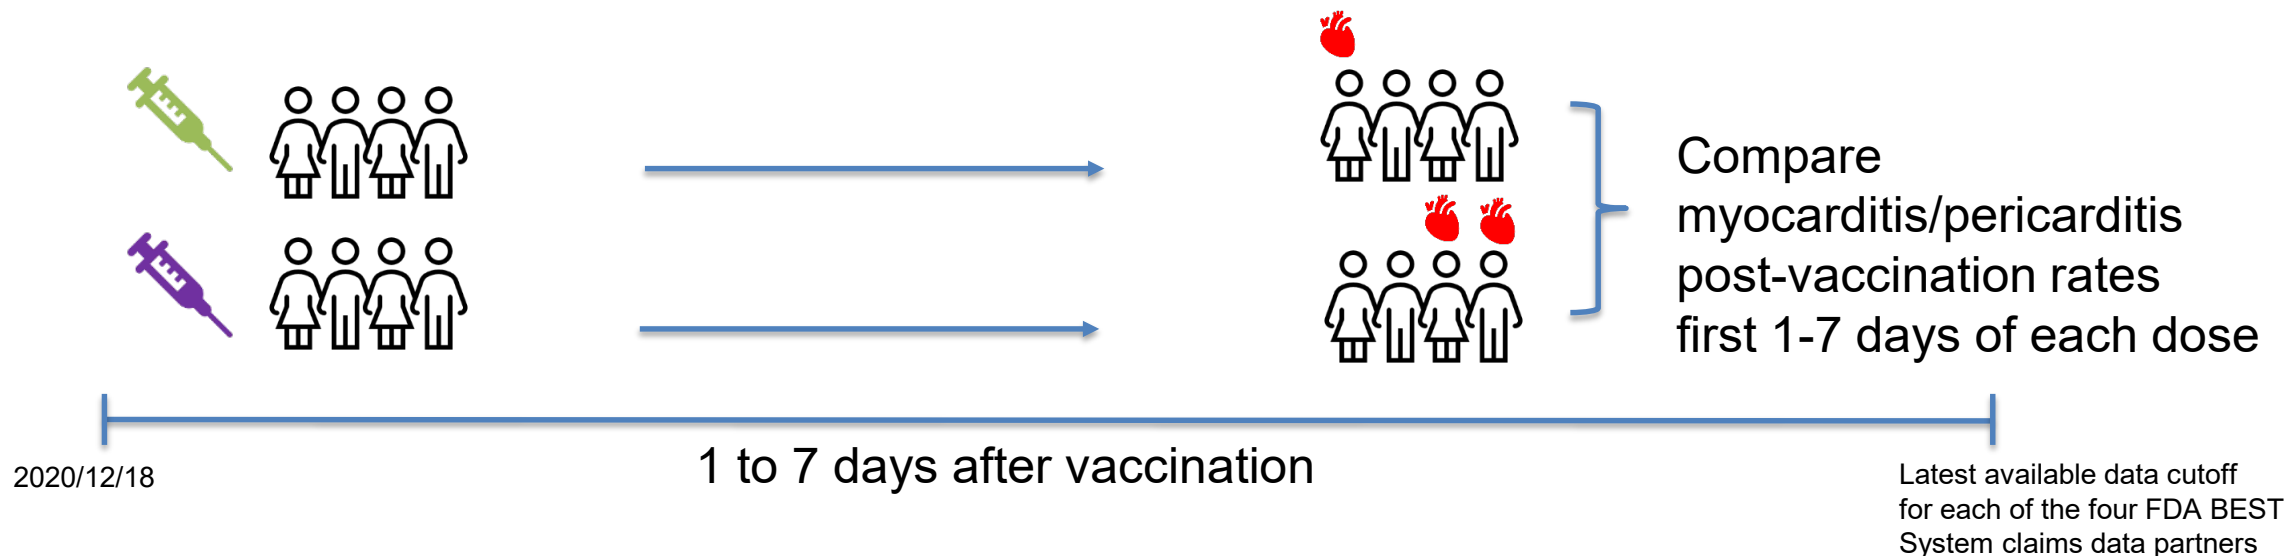 Compare
myocarditis/pericarditis
post-vaccination rates
first 1-7 days of each dose
1 to 7 days after vaccination
2020/12/18
Latest available data cutoff
for each of the four FDA BEST
System claims data partners